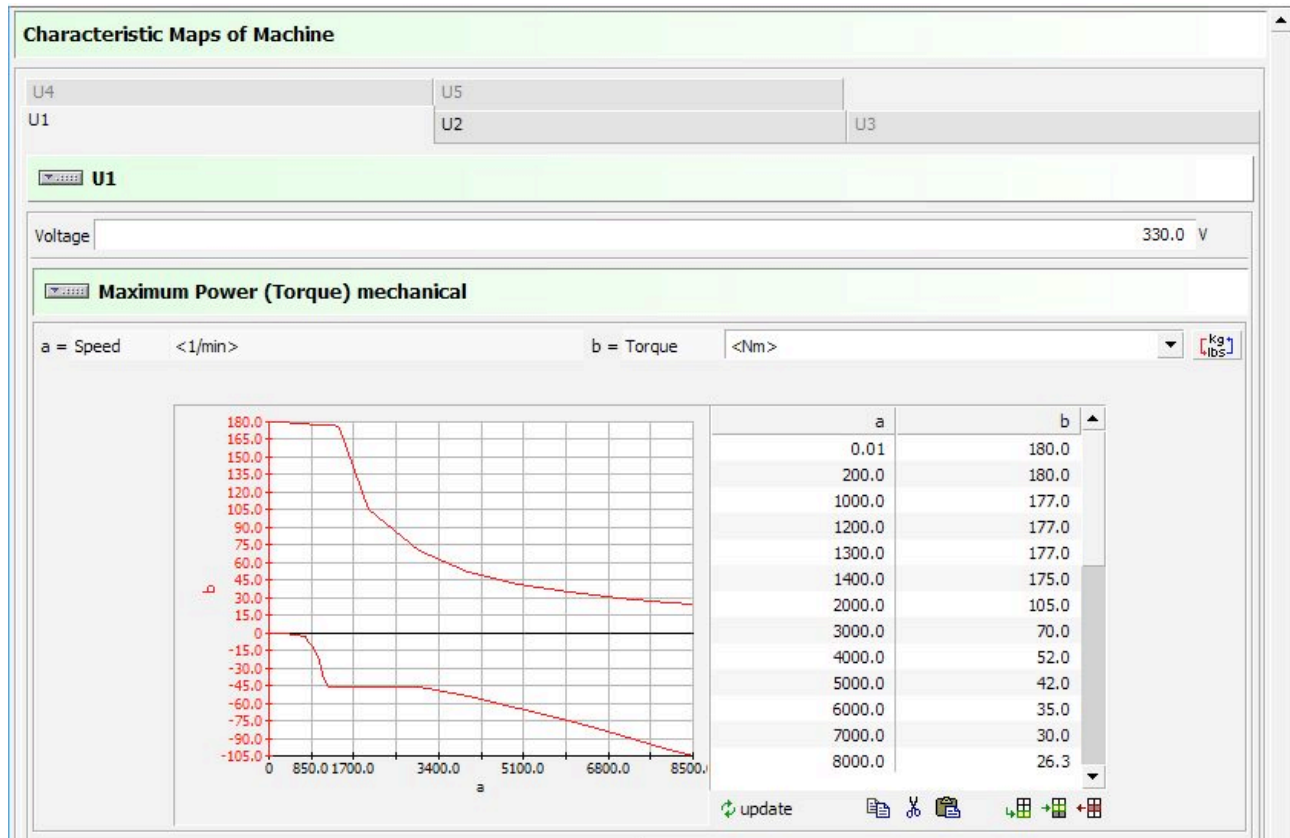 Characteristic Maps of Machine
U4 U5
U1 U2 U3
U1
Voltage 330.0 V
Maximum Power (Torque) mechanical
a = Speed <1/min> b = Torque <Nm> kg lbs
180.0
165.0
150.0
135.0
120.0
105.0
90.0
75.0
60.0
45.0
30.0
15.0
0
-15.0
-30.0
-45.0
-60.0
-75.0
-90.0
-105.0
b
0 850.0 1700.0 3400.0 5100.0 6800.0 8500.
a
a b
0.01 180.0
200.0 180.0
1000.0 177.0
1200.0 177.0
1300.0 177.0
1400.0 175.0
2000.0 105.0
3000.0 70.0
4000.0 52.0
5000.0 42.0
6000.0 35.0
7000.0 30.0
8000.0 26.3
update